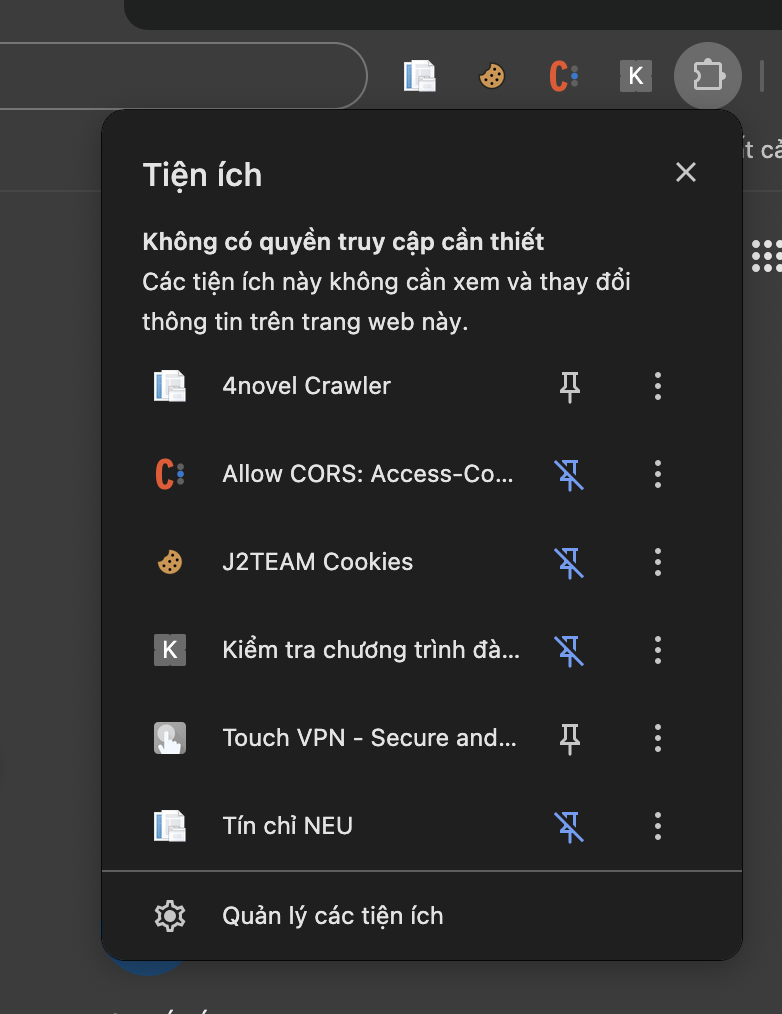 K
ất cả
Tiện ích
Không có quyền truy cập cần thiết
Các tiện ích này không cần xem và thay đổi
thông tin trên trang web này.
4novel Crawler
Allow CORS: Access-Co...
J2TEAM Cookies
K
Kiểm tra chương trình đà...
Touch VPN - Secure and...
Tín chỉ NEU
Quản lý các tiện ích